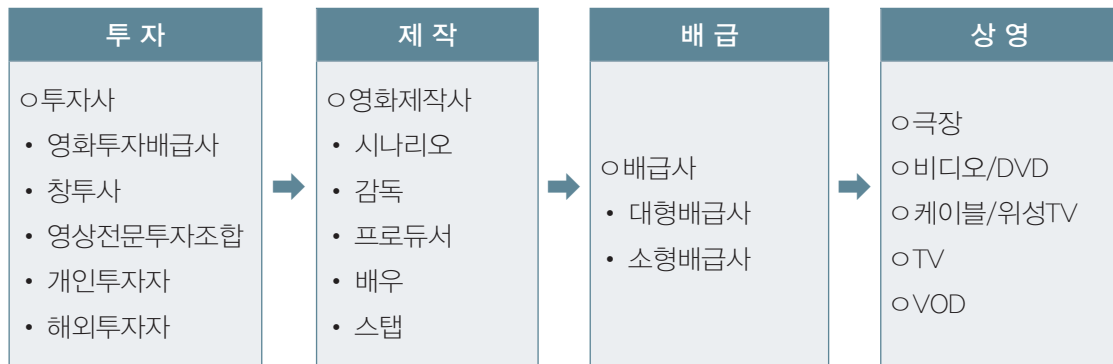 투 자
ㅇ투자사
• 영화투자배급사
• 창투사
• 영상전문투자조합
• 개인투자자
• 해외투자자
제 작
ㅇ영화제작사
• 시나리오
• 감독
• 프로듀서
• 배우
• 스탭
배 급
ㅇ배급사
• 대형배급사
• 소형배급사
상 영
ㅇ극장
ㅇ비디오/DVD
ㅇ케이블/위성TV
ㅇTV
ㅇVOD